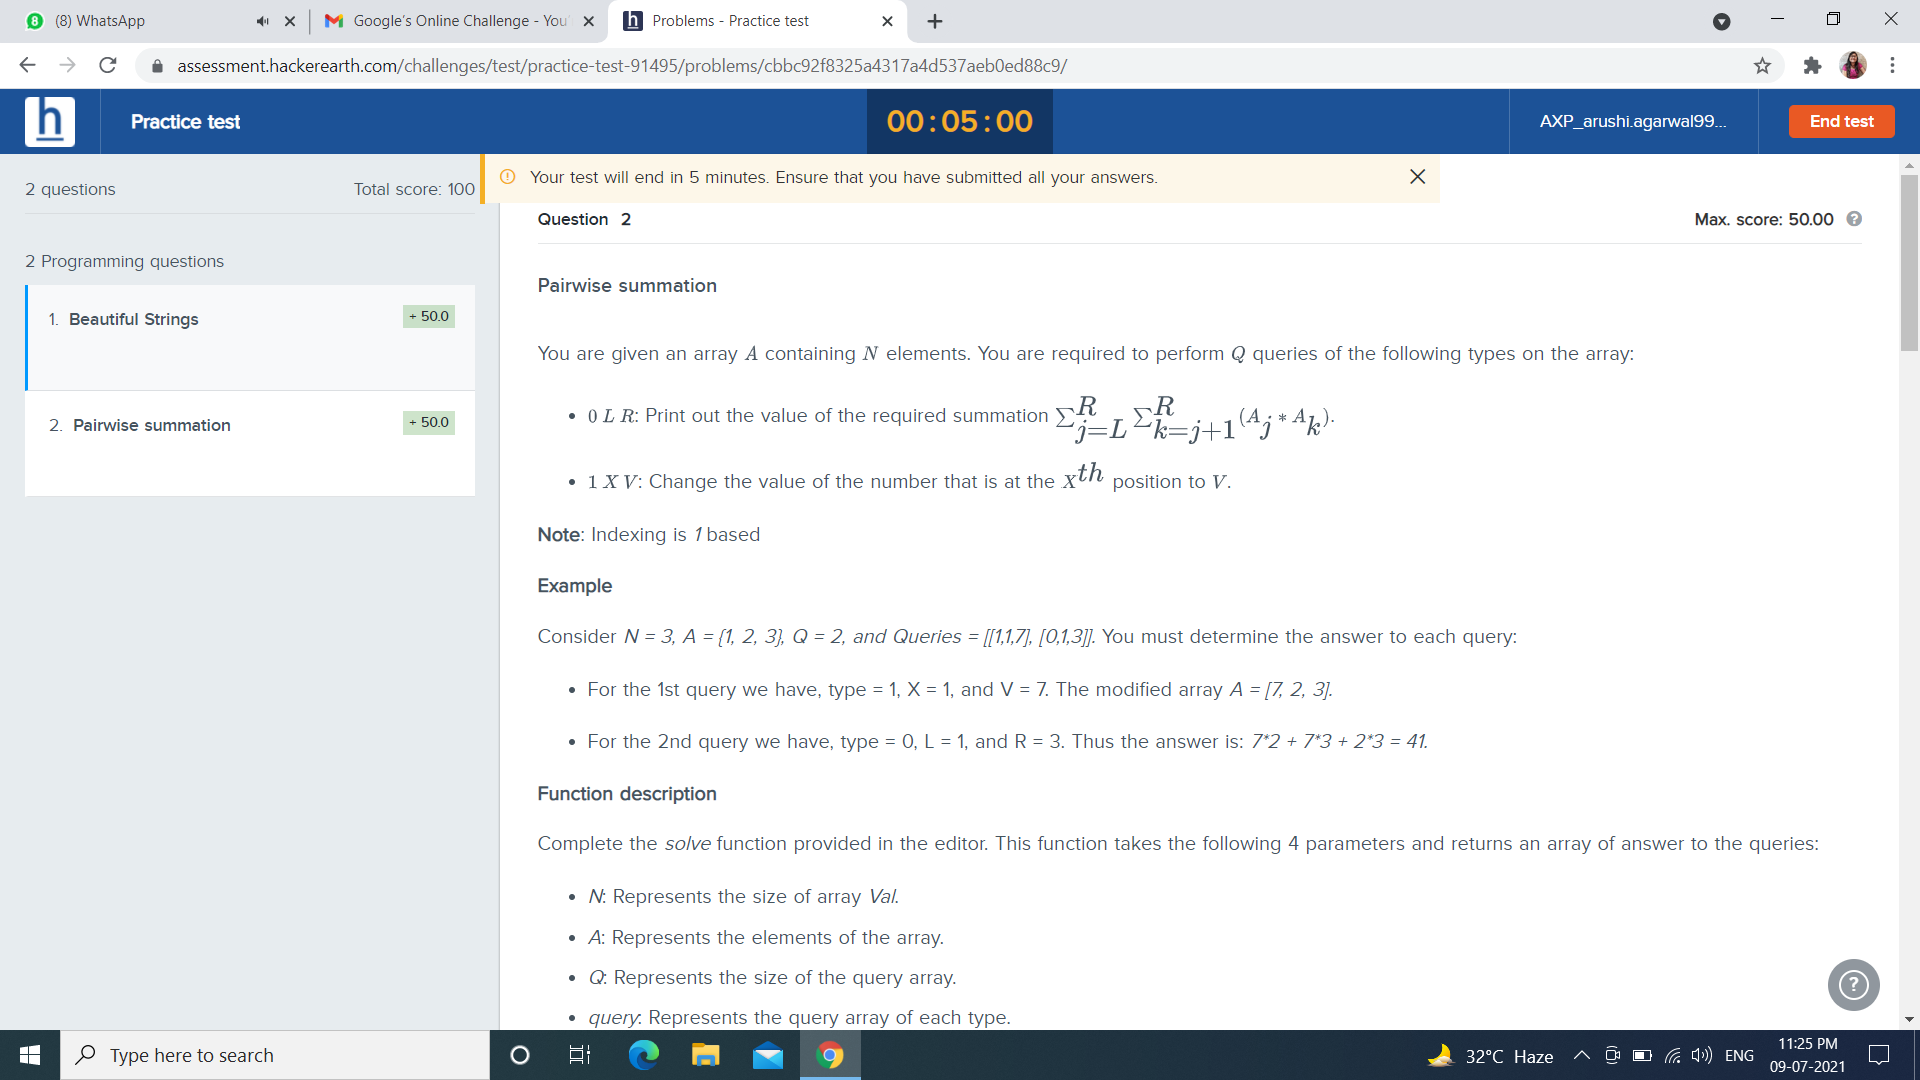 (8) WhatsApp
Google's Online Challenge - You
Problems - Practice test
assessment.hackerearth.com/challenges/test/practice-test-91495/problems/cbbc92f8325a4317a4d537aeb0ed88c9/
h
Practice test
00:05:00
AXP_arushi.agarwal99...
End test
2 questions
Total score: 100
Your test will end in 5 minutes. Ensure that you have submitted all your answers.
Question 2
Max. score: 50.00
2 Programming questions
1. Beautiful Strings
+ 50.0
2. Pairwise summation
+ 50.0
Pairwise summation
You are given an array A containing N elements. You are required to perform Q queries of the following types on the array:
• 0 L R: Print out the value of the required summation ∑^R_{j=L} ∑^R_{k=j+1} (A_j * A_k).
• 1 X V: Change the value of the number that is at the X^th position to V.
Note: Indexing is 1 based
Example
Consider N = 3, A = {1, 2, 3}, Q = 2, and Queries = [[1,1,7], [0,1,3]]. You must determine the answer to each query:
• For the 1st query we have, type = 1, X = 1, and V = 7. The modified array A = [7, 2, 3].
• For the 2nd query we have, type = 0, L = 1, and R = 3. Thus the answer is: 7*2 + 7*3 + 2*3 = 41.
Function description
Complete the solve function provided in the editor. This function takes the following 4 parameters and returns an array of answer to the queries:
• N: Represents the size of array Val.
• A: Represents the elements of the array.
• Q: Represents the size of the query array.
• query: Represents the query array of each type.
Type here to search
32°C Haze
ENG
11:25 PM
09-07-2021